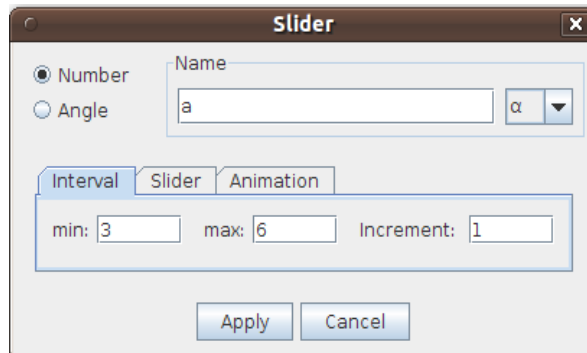 Slider
Number
Angle
Name
a
α
Interval Slider Animation
min: 3 max: 6 Increment: 1
Apply Cancel